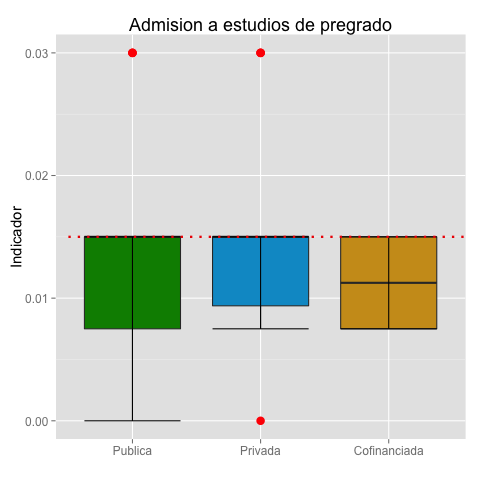 Admision a estudios de pregrado
0.03
0.02
0.01
0.00
Indicador
Publica
Privada
Cofinanciada